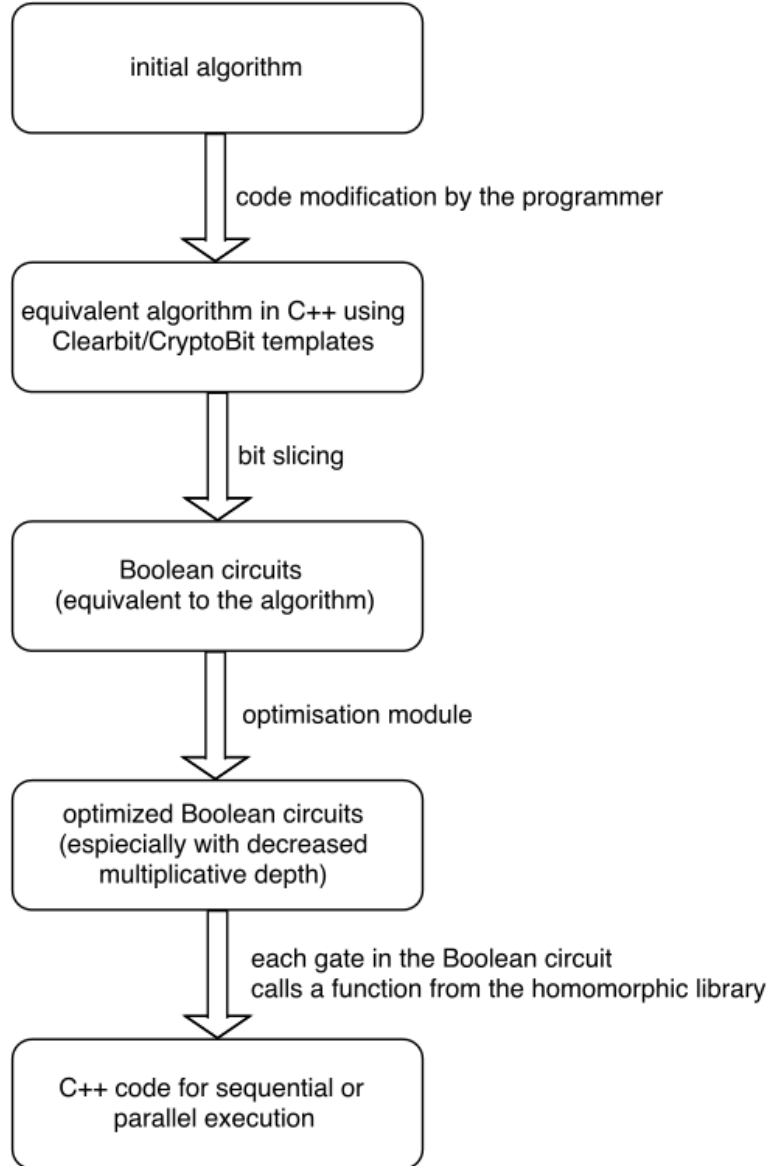 initial algorithm
code modification by the programmer
equivalent algorithm in C++ using
Clearbit/CryptoBit templates
bit slicing
Boolean circuits
(equivalent to the algorithm)
optimisation module
optimized Boolean circuits
(espiecially with decreased
multiplicative depth)
each gate in the Boolean circuit
calls a function from the homomorphic library
C++ code for sequential or
parallel execution